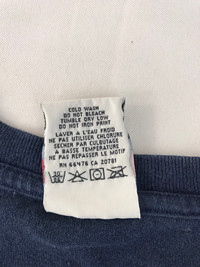 COLD WASH
DO NOT BLEACH
TUMBLE DRY LOW
DO NOT IRON PRINT
LAVER A L'EAU FROID
NE PAS UTILISER CHLORURE
SECHER PAR CULBUTAGE
A BASSE TEMPERATURE
NE PAS REPASSER LE MOTIF
RN 66476 CA 20781
30